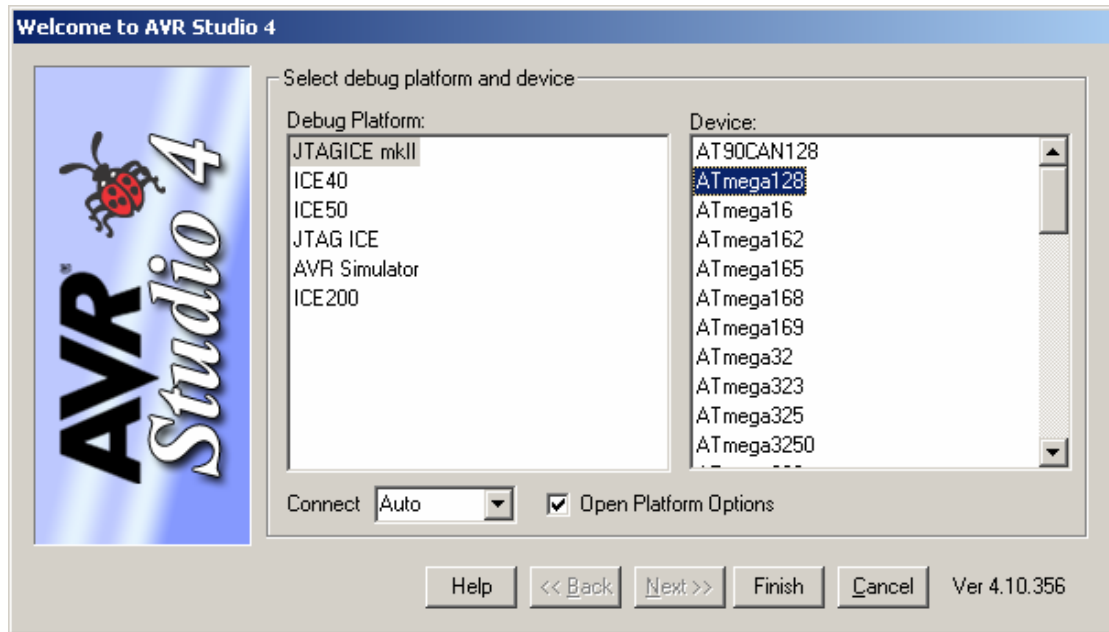 Welcome to AVR Studio 4
AVR®
Studio 4
Select debug platform and device
Debug Platform:
JTAGICE mkII
ICE40
ICE50
JTAG ICE
AVR Simulator
ICE200
Device:
AT90CAN128
ATmega128
ATmega16
ATmega162
ATmega165
ATmega168
ATmega169
ATmega32
ATmega323
ATmega325
ATmega3250
Connect Auto Open Platform Options
Help << Back Next >> Finish Cancel Ver 4.10.356